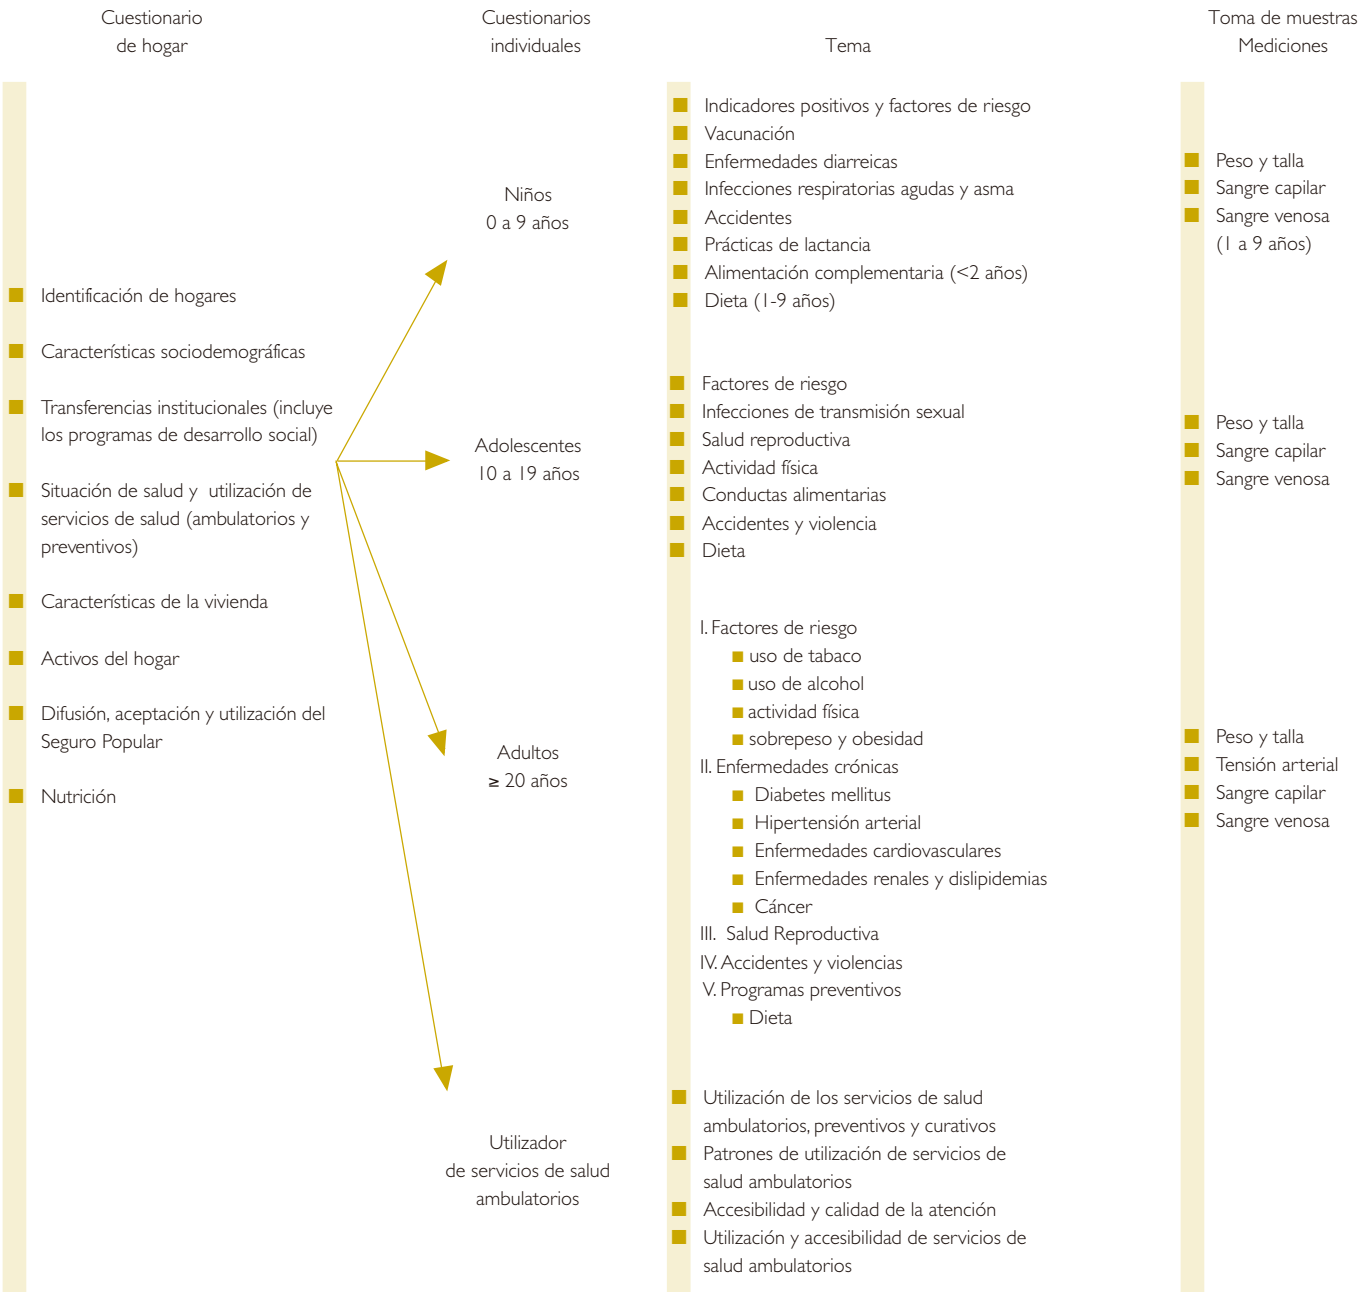 Cuestionario
de hogar
Identificación de hogares
Características sociodemográficas
Transferencias institucionales (incluye
los programas de desarrollo social)
Situación de salud y utilización de
servicios de salud (ambulatorios y
preventivos)
Características de la vivienda
Activos del hogar
Difusión, aceptación y utilización del
Seguro Popular
Nutrición
Cuestionarios
individuales
Niños
0 a 9 años
Adolescentes
10 a 19 años
Adultos
≥ 20 años
Utilizador
de servicios de salud
ambulatorios
Tema
Indicadores positivos y factores de riesgo
Vacunación
Enfermedades diarreicas
Infecciones respiratorias agudas y asma
Accidentes
Prácticas de lactancia
Alimentación complementaria (<2 años)
Dieta (1-9 años)
Factores de riesgo
Infecciones de transmisión sexual
Salud reproductiva
Actividad física
Conductas alimentarias
Accidentes y violencia
Dieta
I. Factores de riesgo
uso de tabaco
uso de alcohol
actividad física
sobrepeso y obesidad
II. Enfermedades crónicas
Diabetes mellitus
Hipertensión arterial
Enfermedades cardiovasculares
Enfermedades renales y dislipidemias
Cáncer
III. Salud Reproductiva
IV. Accidentes y violencias
V. Programas preventivos
Dieta
Utilización de los servicios de salud
ambulatorios, preventivos y curativos
Patrones de utilización de servicios de
salud ambulatorios
Accesibilidad y calidad de la atención
Utilización y accesibilidad de servicios de
salud ambulatorios
Toma de muestras
Mediciones
Peso y talla
Sangre capilar
Sangre venosa
(1 a 9 años)
Peso y talla
Sangre capilar
Sangre venosa
Peso y talla
Tensión arterial
Sangre capilar
Sangre venosa